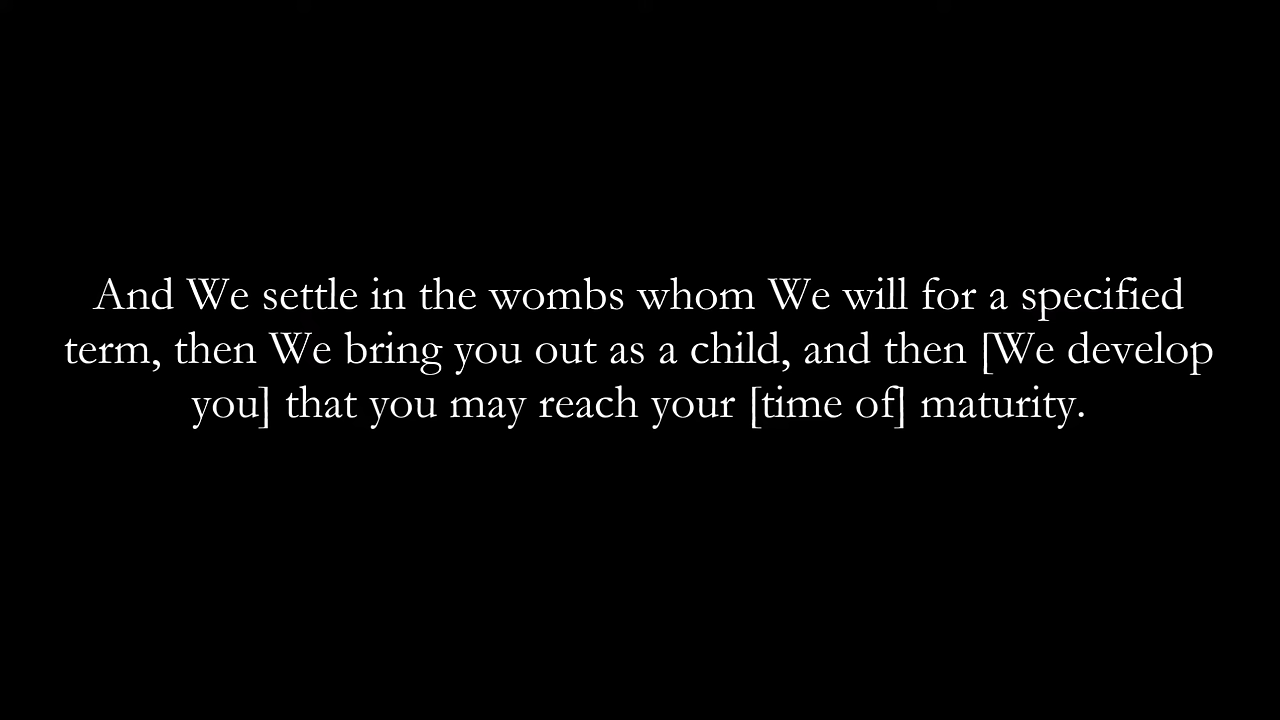 And We settle in the wombs whom We will for a specified
term, then We bring you out as a child, and then [We develop
you] that you may reach your [time of] maturity.